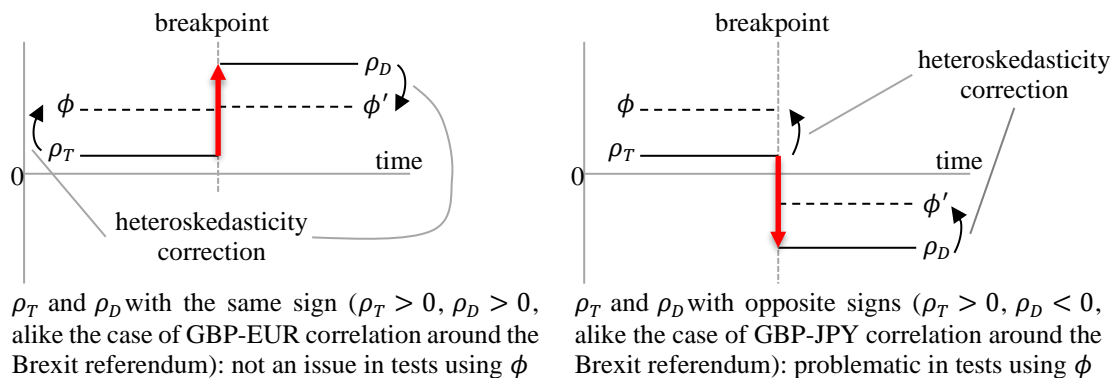 breakpoint
ρ_D
ϕ
ϕ′
ρ_T
time
0
heteroskedasticity
correction
ρ_T and ρ_D with the same sign (ρ_T > 0, ρ_D > 0,
alike the case of GBP-EUR correlation around the
Brexit referendum): not an issue in tests using ϕ
breakpoint
heteroskedasticity
correction
ϕ
ρ_T
time
0
ϕ′
ρ_D
ρ_T and ρ_D with opposite signs (ρ_T > 0, ρ_D < 0,
alike the case of GBP-JPY correlation around the
Brexit referendum): problematic in tests using ϕ